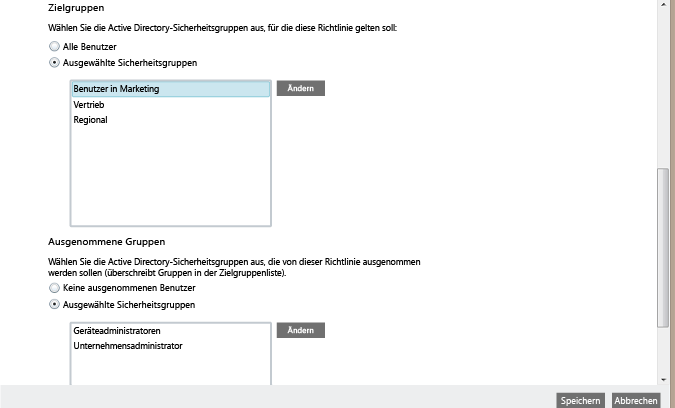 Zielgruppen
Wählen Sie die Active Directory-Sicherheitsgruppen aus, für die diese Richtlinie gelten soll:
Alle Benutzer
Ausgewählte Sicherheitsgruppen
Benutzer in Marketing
Ändern
Vertrieb
Regional
Ausgenommene Gruppen
Wählen Sie die Active Directory-Sicherheitsgruppen aus, die von dieser Richtlinie ausgenommen
werden sollen (überschreibt Gruppen in der Zielgruppenliste).
Keine ausgenommenen Benutzer
Ausgewählte Sicherheitsgruppen
Geräteadministratoren
Ändern
Unternehmensadministrator
Speichern
Abbrechen